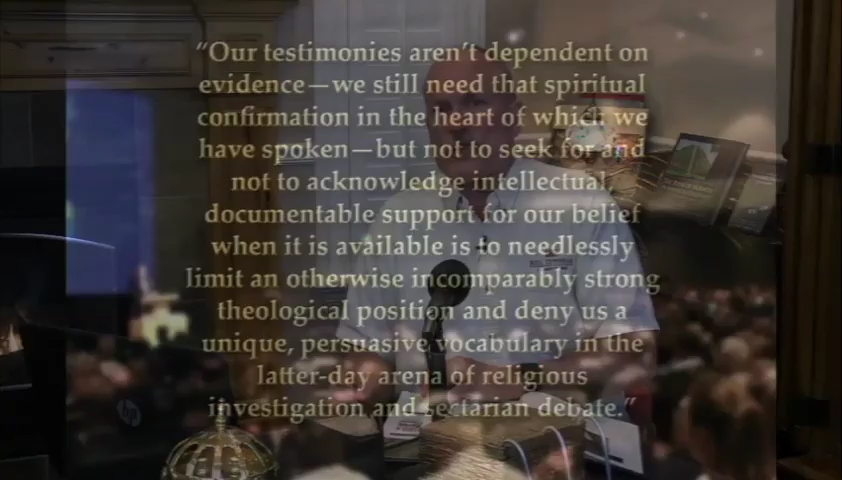 “Our testimonies aren’t dependent on
evidence—we still need that spiritual
confirmation in the heart of which we
have spoken—but not to seek for and
not to acknowledge intellectual,
documentable support for our belief
when it is available is to needlessly
limit an otherwise incomparably strong
theological position and deny us a
unique, persuasive vocabulary in the
latter-day arena of religious
investigation and sectarian debate.”
hp